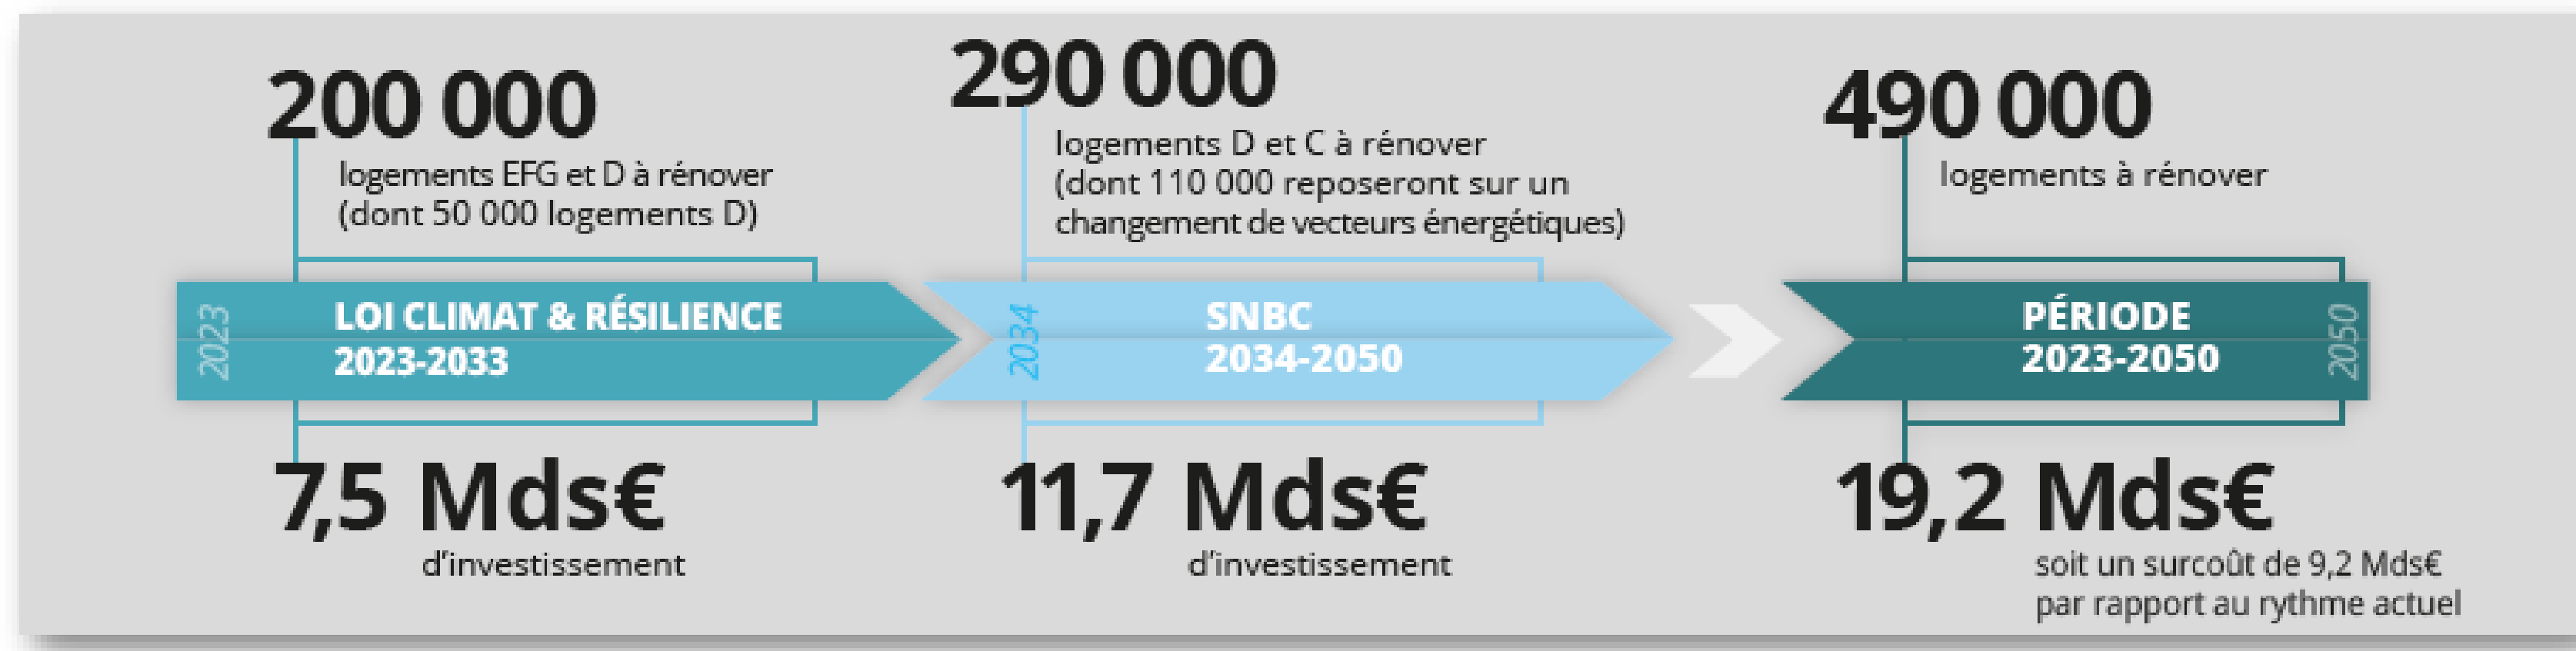 200 000
logements EFG et D à rénover
(dont 50 000 logements D)
2023
LOI CLIMAT & RÉSILIENCE
2023-2033
7,5 Mds€
d'investissement
290 000
logements D et C à rénover
(dont 110 000 reposeront sur un
changement de vecteurs énergétiques)
2034
SNBC
2034-2050
11,7 Mds€
d'investissement
490 000
logements à rénover
PÉRIODE
2023-2050
2050
19,2 Mds€
soit un surcoût de 9,2 Mds€
par rapport au rythme actuel